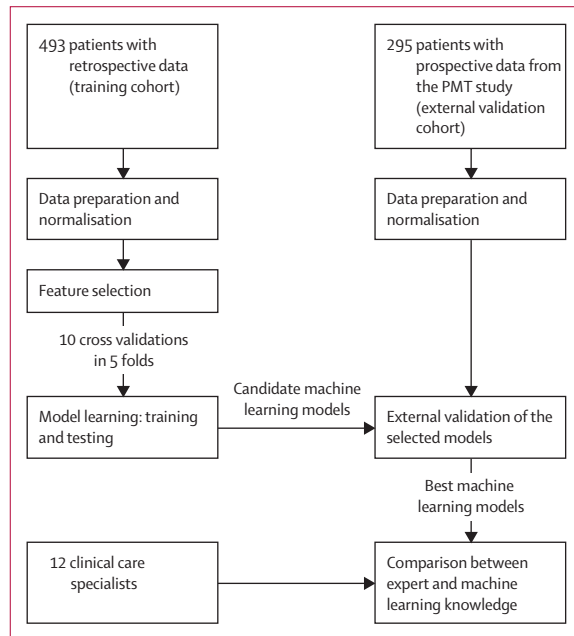 493 patients with
retrospective data
(training cohort)
295 patients with
prospective data from
the PMT study
(external validation
cohort)
Data preparation and
normalisation
Data preparation and
normalisation
Feature selection
10 cross validations
in 5 folds
Candidate machine
learning models
Model learning: training
and testing
External validation of the
selected models
Best machine
learning models
12 clinical care
specialists
Comparison between
expert and machine
learning knowledge